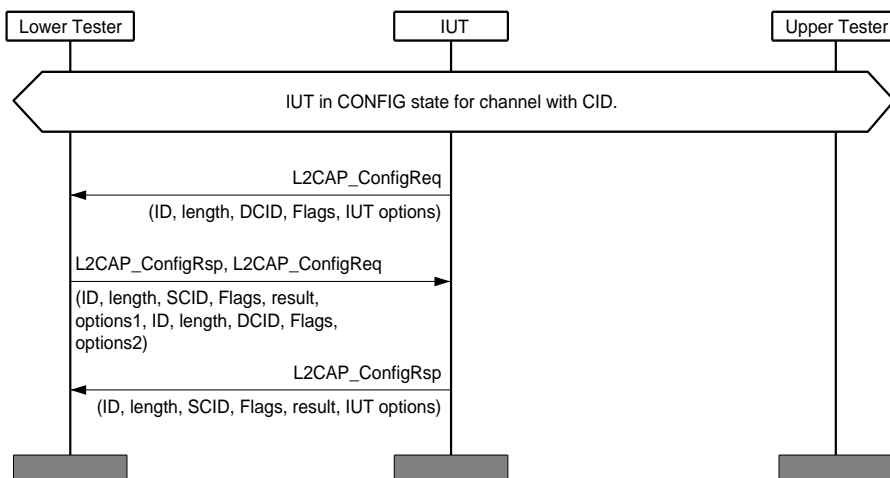 Lower Tester
IUT
Upper Tester
IUT in CONFIG state for channel with CID.
L2CAP_ConfigReq
(ID, length, DCID, Flags, IUT options)
L2CAP_ConfigRsp, L2CAP_ConfigReq
(ID, length, SCID, Flags, result,
options1, ID, length, DCID, Flags,
options2)
L2CAP_ConfigRsp
(ID, length, SCID, Flags, result, IUT options)